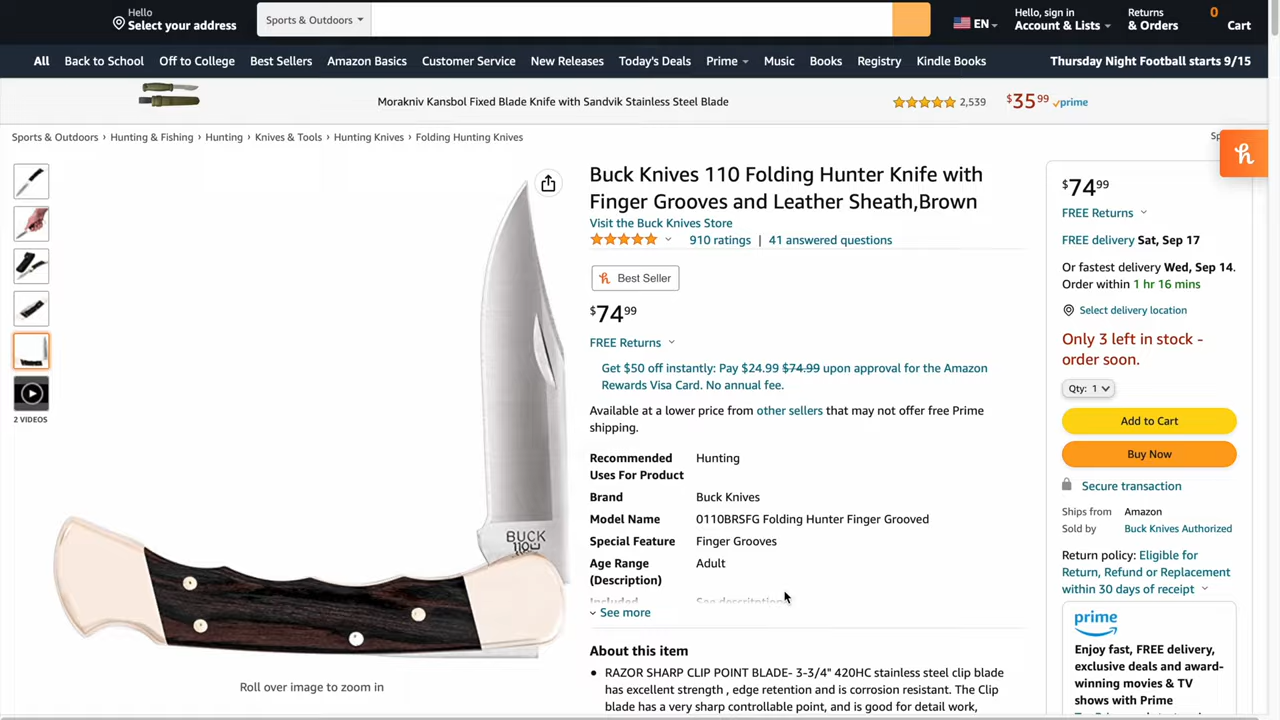 Hello
Select your address
Sports & Outdoors
EN
Hello, sign in
Account & Lists
Returns
& Orders
0
Cart
All
Back to School
Off to College
Best Sellers
Amazon Basics
Customer Service
New Releases
Today's Deals
Prime
Music
Books
Registry
Kindle Books
Thursday Night Football starts 9/15
Morakniv Kansbol Fixed Blade Knife with Sandvik Stainless Steel Blade
2,539
$35 99
prime
Sports & Outdoors › Hunting & Fishing › Hunting › Knives & Tools › Hunting Knives › Folding Hunting Knives
2 VIDEOS
BUCK
110
Roll over image to zoom in
Buck Knives 110 Folding Hunter Knife with
Finger Grooves and Leather Sheath,Brown
Visit the Buck Knives Store
910 ratings | 41 answered questions
Best Seller
$74 99
FREE Returns
Get $50 off instantly: Pay $24.99 $74.99 upon approval for the Amazon
Rewards Visa Card. No annual fee.
Available at a lower price from other sellers that may not offer free Prime
shipping.
Recommended Hunting
Uses For Product
Brand Buck Knives
Model Name 0110BRSFG Folding Hunter Finger Grooved
Special Feature Finger Grooves
Age Range Adult
(Description)
See more
About this item
• RAZOR SHARP CLIP POINT BLADE- 3-3/4" 420HC stainless steel clip blade
has excellent strength , edge retention and is corrosion resistant. The Clip
blade has a very sharp controllable point, and is good for detail work,
h
$74 99
FREE Returns
FREE delivery Sat, Sep 17
Or fastest delivery Wed, Sep 14.
Order within 1 hr 16 mins
Select delivery location
Only 3 left in stock -
order soon.
Qty: 1
Add to Cart
Buy Now
Secure transaction
Ships from Amazon
Sold by Buck Knives Authorized
Return policy: Eligible for
Return, Refund or Replacement
within 30 days of receipt
prime
Enjoy fast, FREE delivery,
exclusive deals and award-
winning movies & TV
shows with Prime